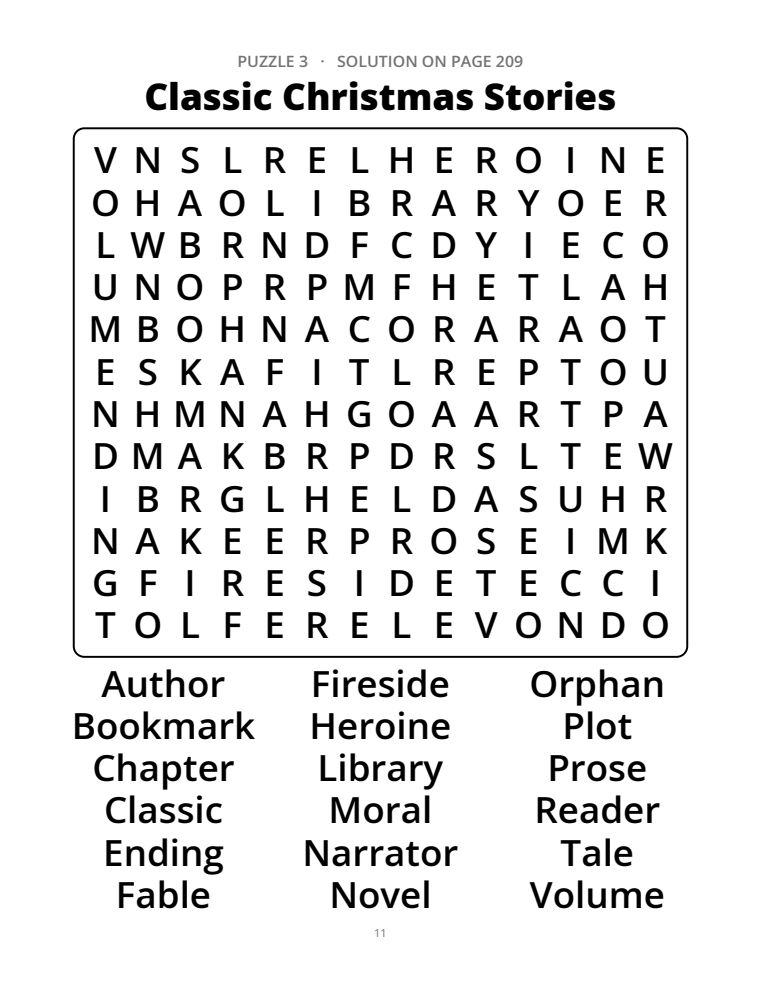 PUZZLE 3 · SOLUTION ON PAGE 209
Classic Christmas Stories
V N S L R E L H E R O I N E
O H A O L I B R A R Y O E R
L W B R N D F C D Y I E C O
U N O P R P M F H E T L A H
M B O H N A C O R A R A O T
E S K A F I T L R E P T O U
N H M N A H G O A A R T P A
D M A K B R P D R S L T E W
I B R G L H E L D A S U H R
N A K E E R P R O S E I M K
G F I R E S I D E T E C C I
T O L F E R E L E V O N D O
Author Fireside Orphan
Bookmark Heroine Plot
Chapter Library Prose
Classic Moral Reader
Ending Narrator Tale
Fable Novel Volume
11